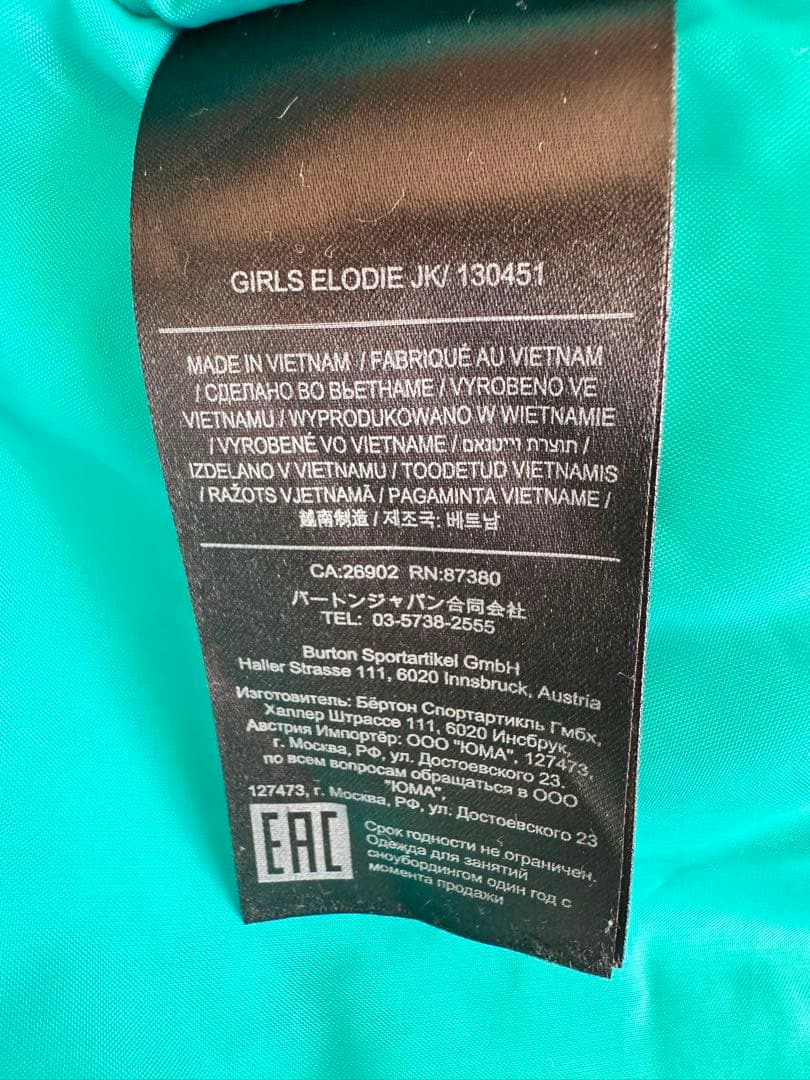 GIRLS ELODIE JK/ 130451
MADE IN VIETNAM / FABRIQUÉ AU VIETNAM
/ СДЕЛАНО ВО ВЬЕТНАМЕ / VYROBENO VE
VIETNAMU / WYPRODUKOWANO W WIETNAMIE
/ VYROBENÉ VO VIETNAME / תוצרת וייטנאם /
IZDELANO V VIETNAMU / TOODETUD VIETNAMIS
/ RAŽOTS VJETNAMĀ / PAGAMINTA VIETNAME /
越南制造 / 제조국: 베트남
CA:26902 RN:87380
バートンジャパン合同会社
TEL: 03-5738-2555
Burton Sportartikel GmbH
Haller Strasse 111, 6020 Innsbruck, Austria
Изготовитель: Бёртон Спортартикль Гмбх,
Халлер Штрассе 111, 6020 Инсбрук,
Австрия Импортёр: ООО "ЮМА", 127473,
г. Москва, РФ, ул. Достоевского 23.
по всем вопросам обращаться в ООО
"ЮМА",
127473, г. Москва, РФ, ул. Достоевского 23
EAC
Срок годности не ограничен.
Одежда для занятий
сноубордингом один год с
момента продажи